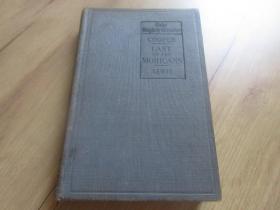 COOPER
LAST OF THE
MOHICANS
LEWIS